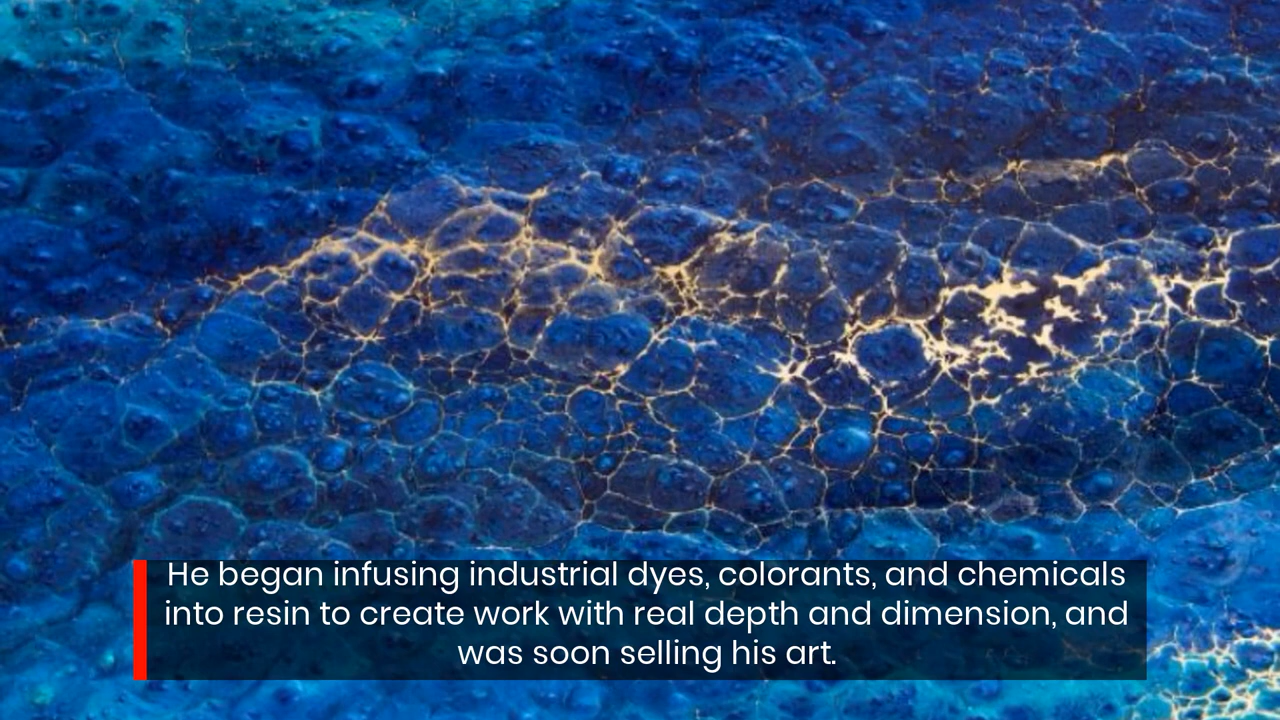 He began infusing industrial dyes, colorants, and chemicals
into resin to create work with real depth and dimension, and
was soon selling his art.